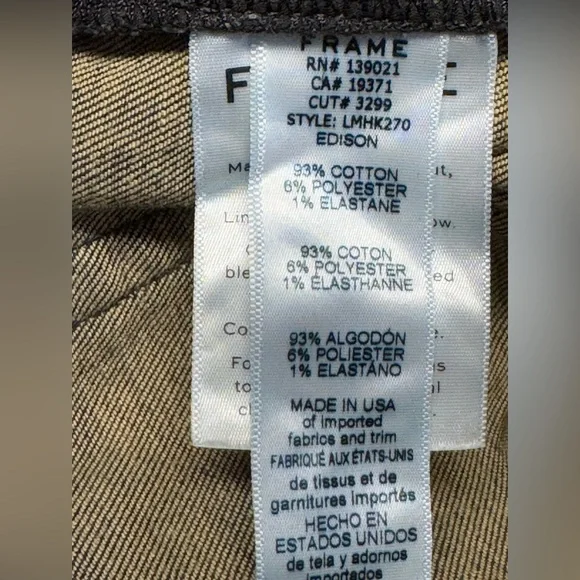 FRAME
RN# 139021
CA# 19371
CUT# 3299
STYLE: LMHK270
EDISON
93% COTTON
6% POLYESTER
1% ELASTANE
93% COTON
6% POLYESTER
1% ÉLASTHANNE
93% ALGODÓN
6% POLIESTER
1% ELASTANO
MADE IN USA
of imported
fabrics and trim
FABRIQUÉ AUX ÉTATS-UNIS
de tissus et de
garnitures importés
HECHO EN
ESTADOS UNIDOS
de tela y adornos
importados